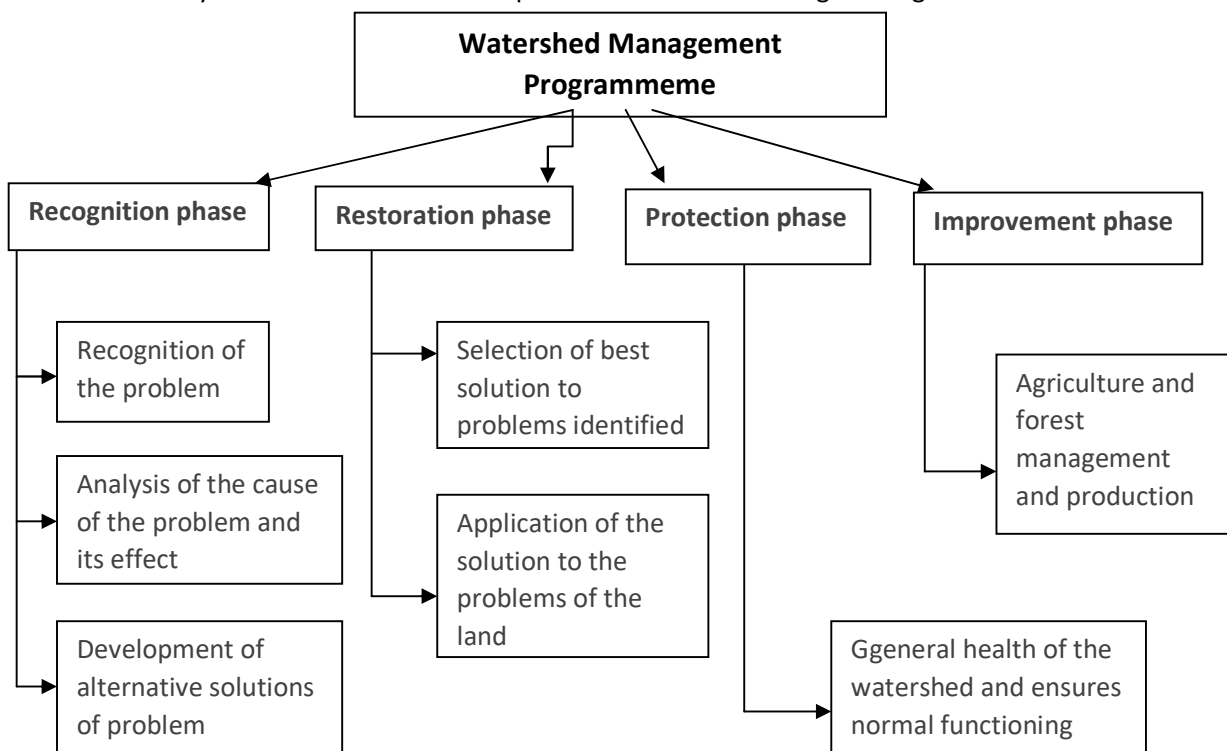 Watershed Management
Programmeme
Recognition phase
Restoration phase
Protection phase
Improvement phase
Recognition of
the problem
Analysis of the cause
of the problem and
its effect
Development of
alternative solutions
of problem
Selection of best
solution to
problems identified
Application of the
solution to the
problems of the
land
Ggeneral health of the
watershed and ensures
normal functioning
Agriculture and
forest
management
and production